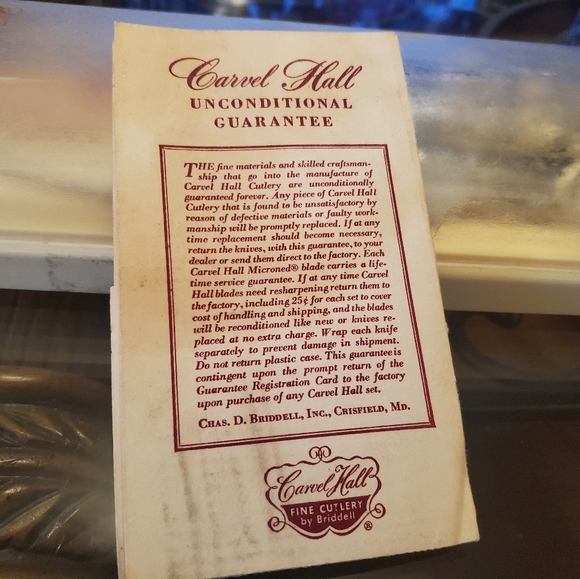 Carvel Hall
UNCONDITIONAL
GUARANTEE
THE fine materials and skilled craftsman-
ship that go into the manufacture of
Carvel Hall Cutlery are unconditionally
guaranteed forever. Any piece of Carvel Hall
Cutlery that is found to be unsatisfactory by
reason of defective materials or faulty work-
manship will be promptly replaced. If at any
time replacement should become necessary,
return the knives, with this guarantee, to your
dealer or send them direct to the factory. Each
Carvel Hall Microned® blade carries a life-
time service guarantee. If at any time Carvel
Hall blades need resharpening return them to
the factory, including 25¢ for each set to cover
cost of handling and shipping, and the blades
will be reconditioned like new or knives re-
placed at no extra charge. Wrap each knife
separately to prevent damage in shipment.
Do not return plastic case. This guarantee is
contingent upon the prompt return of the
Guarantee Registration Card to the factory
upon purchase of any Carvel Hall set.
CHAS. D. BRIDDELL, INC., CRISFIELD, MD.
Carvel Hall
FINE CUTLERY
by Briddell
®